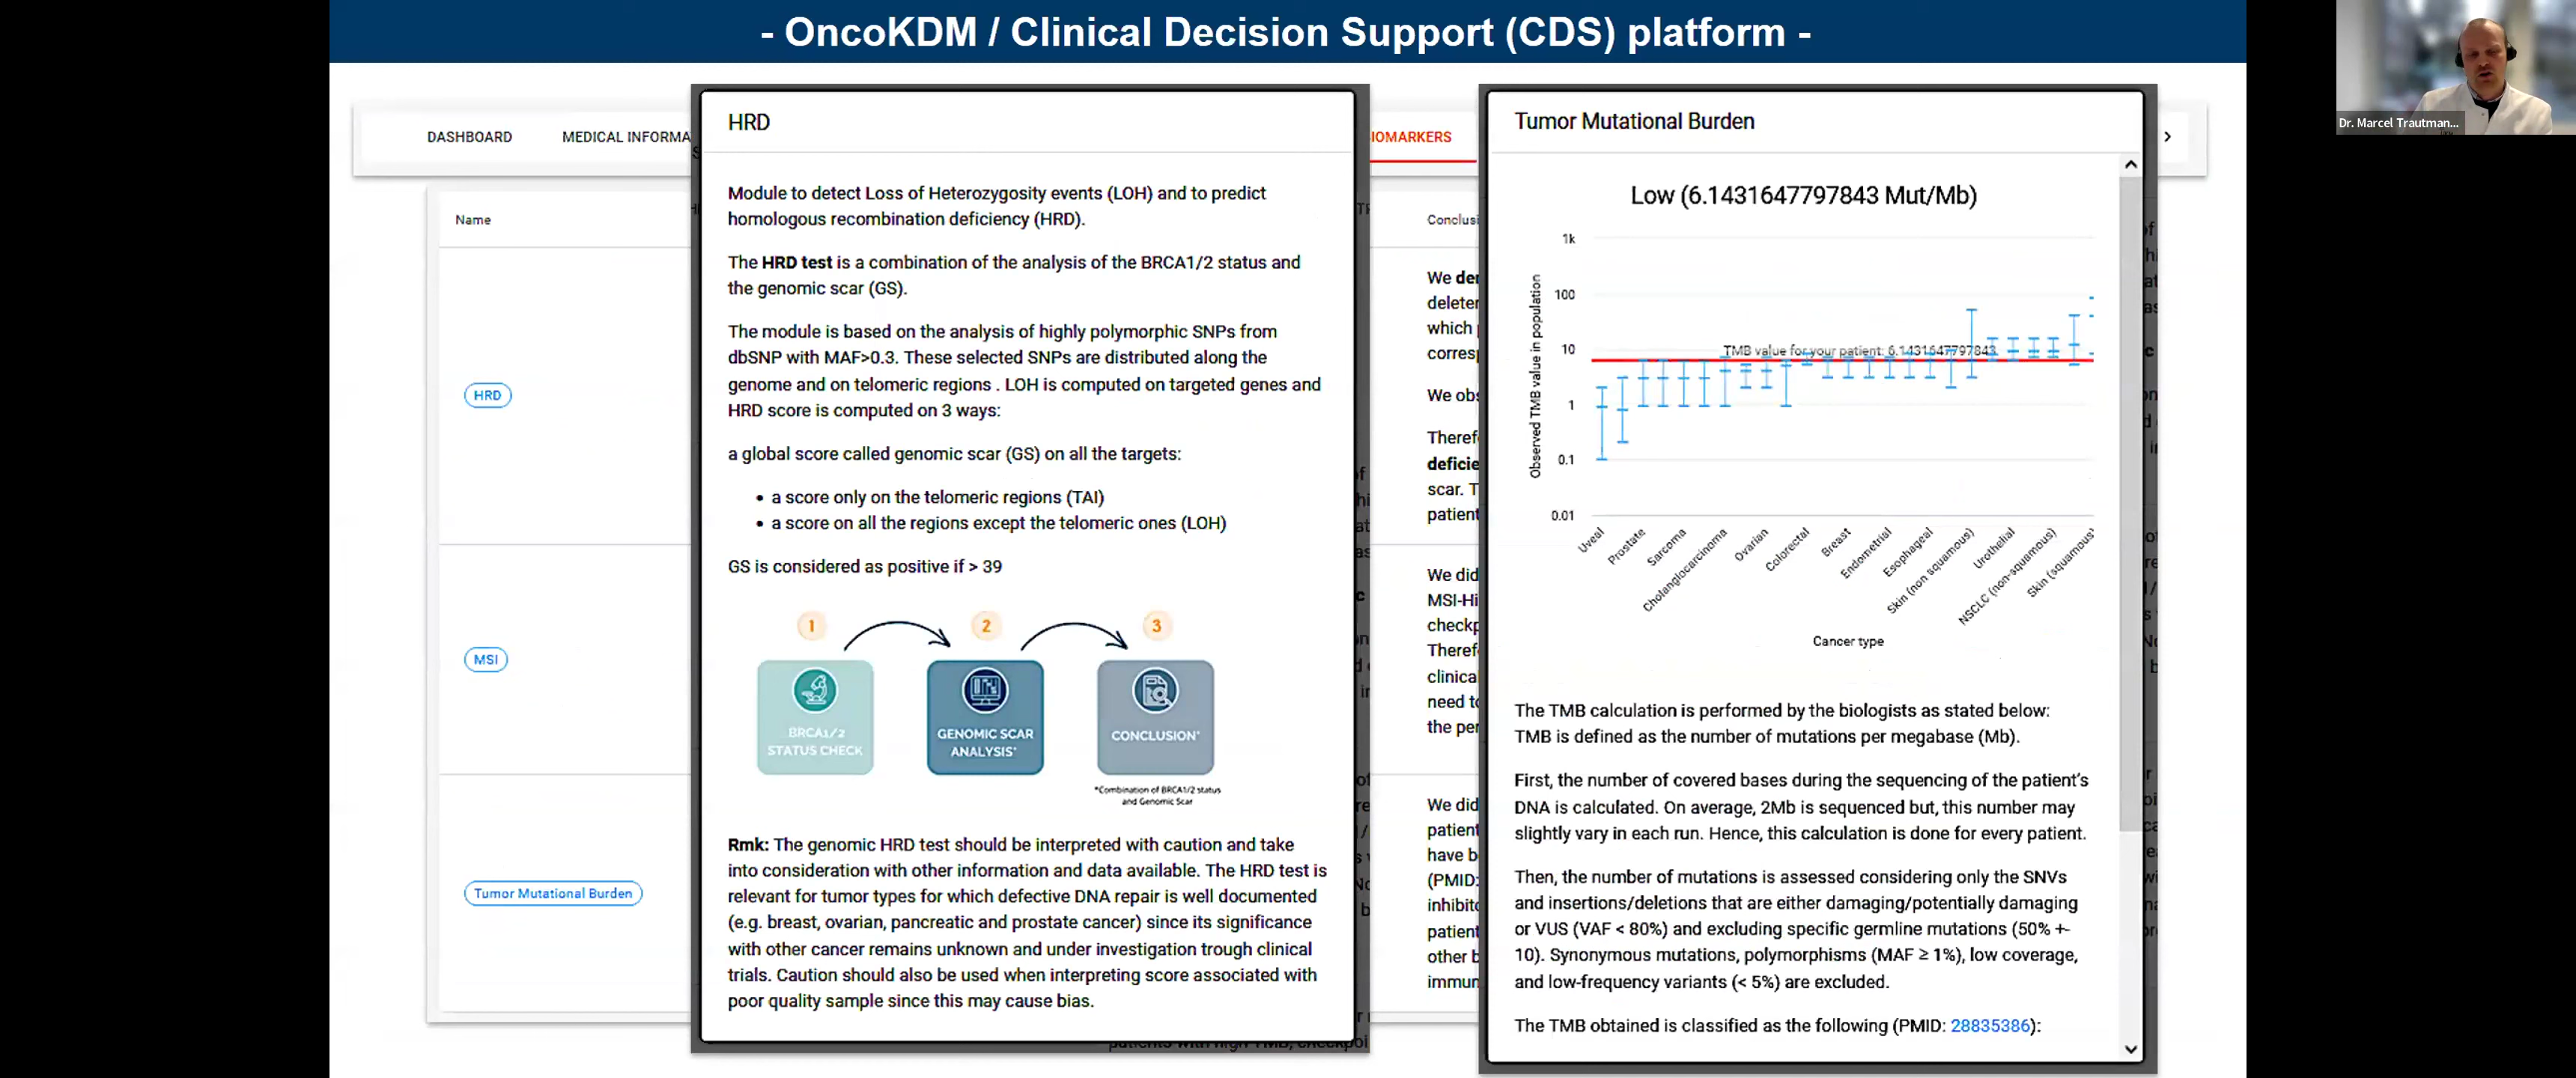 - OncoKDM / Clinical Decision Support (CDS) platform -
Dr. Marcel Trautman...
DASHBOARD
MEDICAL INFORMA
IOMARKERS
Name
HRD
MSI
Tumor Mutational Burden
HRD
Module to detect Loss of Heterozygosity events (LOH) and to predict
homologous recombination deficiency (HRD).
The HRD test is a combination of the analysis of the BRCA1/2 status and
the genomic scar (GS).
The module is based on the analysis of highly polymorphic SNPs from
dbSNP with MAF>0.3. These selected SNPs are distributed along the
genome and on telomeric regions . LOH is computed on targeted genes and
HRD score is computed on 3 ways:
a global score called genomic scar (GS) on all the targets:
• a score only on the telomeric regions (TAI)
• a score on all the regions except the telomeric ones (LOH)
GS is considered as positive if > 39
1
2
3
BRCA1/2
STATUS CHECK
GENOMIC SCAR
ANALYSIS*
CONCLUSION*
*Combination of BRCA1/2 status
and Genomic Scar
Rmk: The genomic HRD test should be interpreted with caution and take
into consideration with other information and data available. The HRD test is
relevant for tumor types for which defective DNA repair is well documented
(e.g. breast, ovarian, pancreatic and prostate cancer) since its significance
with other cancer remains unknown and under investigation trough clinical
trials. Caution should also be used when interpreting score associated with
poor quality sample since this may cause bias.
Conclusi
We de
deleter
which
corresp
We obs
Theref
deficie
scar. T
patient
We did
MSI-Hi
checkp
Theref
clinical
need to
the per
We did
patient
have b
(PMID:
inhibito
patient
other b
immun
Tumor Mutational Burden
Low (6.1431647797843 Mut/Mb)
Observed TMB value in population
1k
100
10
1
0.1
0.01
TMB value for your patient: 6.1431647797843
Uveal
Prostate
Sarcoma
Cholangiocarcinoma
Ovarian
Colorectal
Breast
Endometrial
Esophageal
Skin (non squamous)
Urothelial
NSCLC (non-squamous)
Skin (squamous
Cancer type
The TMB calculation is performed by the biologists as stated below:
TMB is defined as the number of mutations per megabase (Mb).
First, the number of covered bases during the sequencing of the patient's
DNA is calculated. On average, 2Mb is sequenced but, this number may
slightly vary in each run. Hence, this calculation is done for every patient.
Then, the number of mutations is assessed considering only the SNVs
and insertions/deletions that are either damaging/potentially damaging
or VUS (VAF < 80%) and excluding specific germline mutations (50% +-
10). Synonymous mutations, polymorphisms (MAF ≥ 1%), low coverage,
and low-frequency variants (< 5%) are excluded.
The TMB obtained is classified as the following (PMID: 28835386):